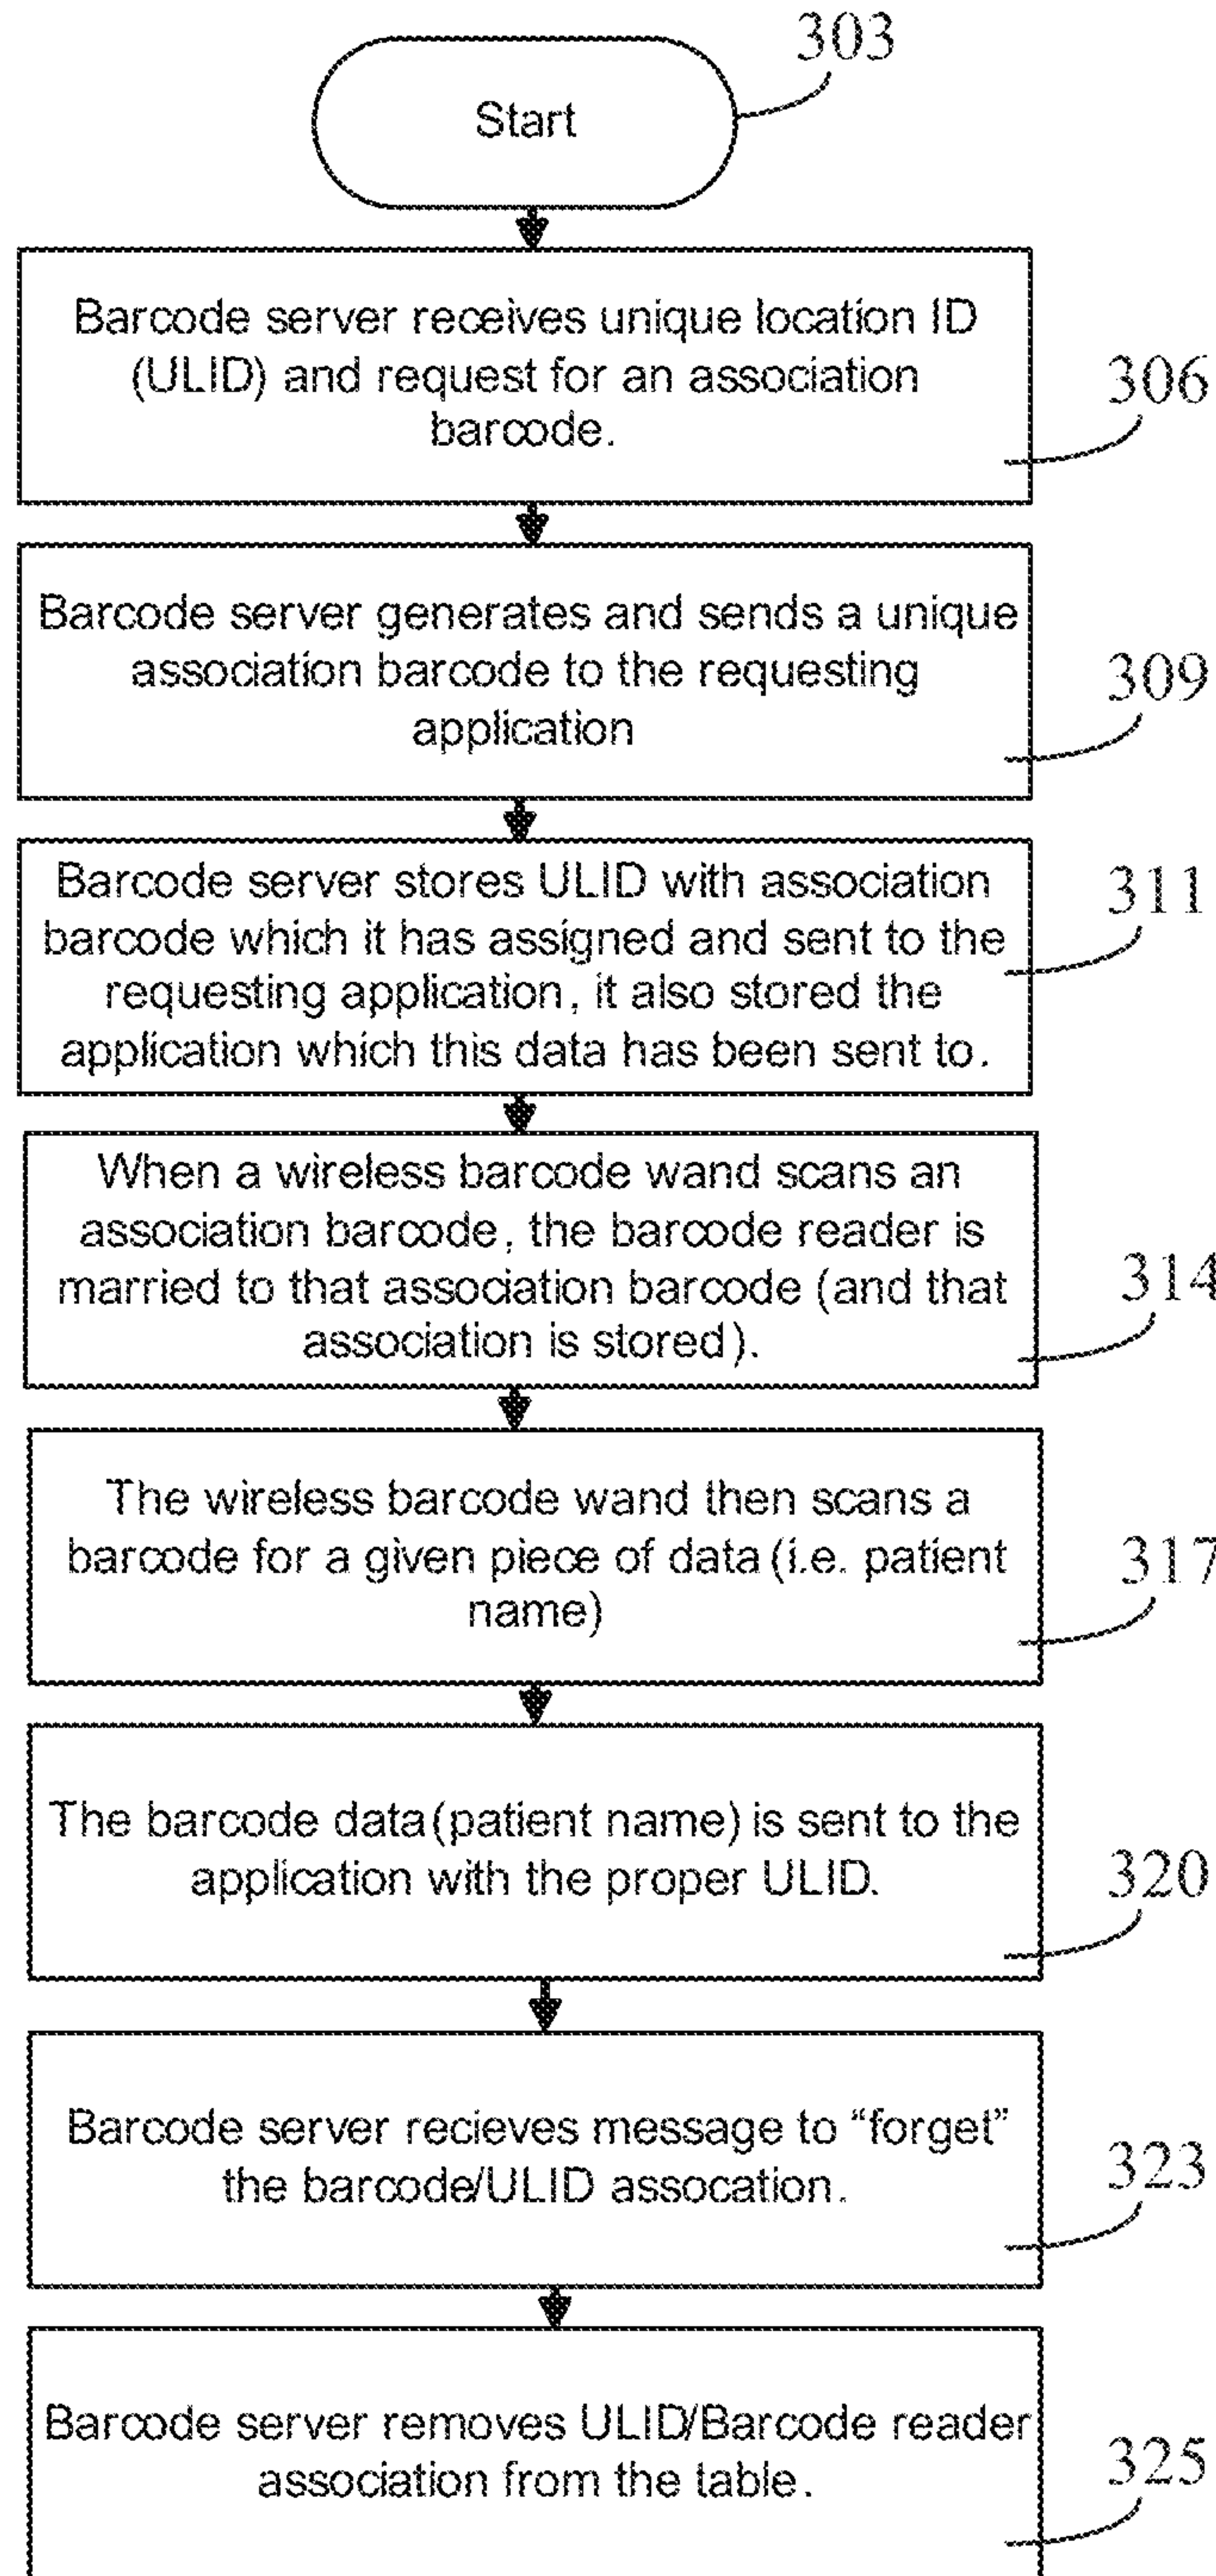 303
Start
Barcode server receives unique location ID
(ULID) and request for an association
barcode.
306
Barcode server generates and sends a unique
association barcode to the requesting
application
309
Barcode server stores ULID with association
barcode which it has assigned and sent to the
requesting application, it also stored the
application which this data has been sent to.
311
When a wireless barcode wand scans an
association barcode, the barcode reader is
married to that association barcode (and that
association is stored).
314
The wireless barcode wand then scans a
barcode for a given piece of data (i.e. patient
name)
317
The barcode data(patient name) is sent to the
application with the proper ULID.
320
Barcode server recieves message to “forget”
the barcode/ULID assocation.
323
Barcode server removes ULID/Barcode reader
association from the table.
325